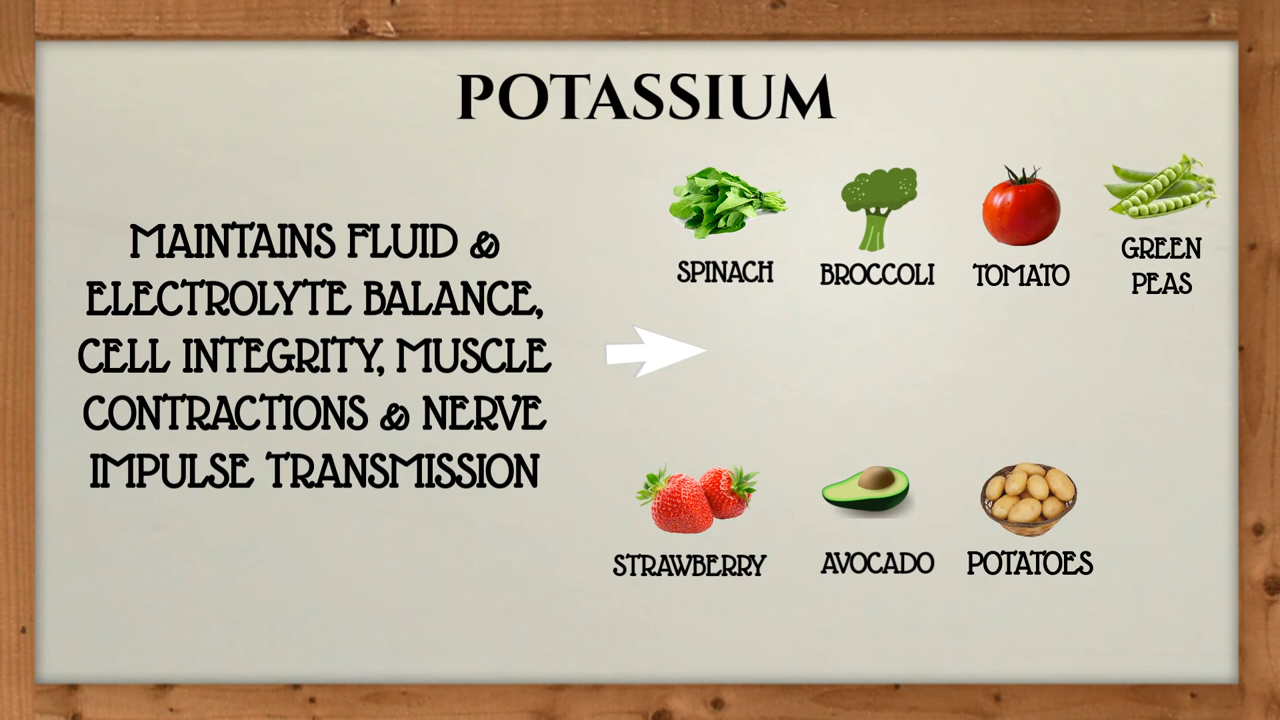 POTASSIUM
MAINTAINS FLUID &
ELECTROLYTE BALANCE,
CELL INTEGRITY, MUSCLE
CONTRACTIONS & NERVE
IMPULSE TRANSMISSION
SPINACH
BROCCOLI
TOMATO
GREEN
PEAS
STRAWBERRY
AVOCADO
POTATOES